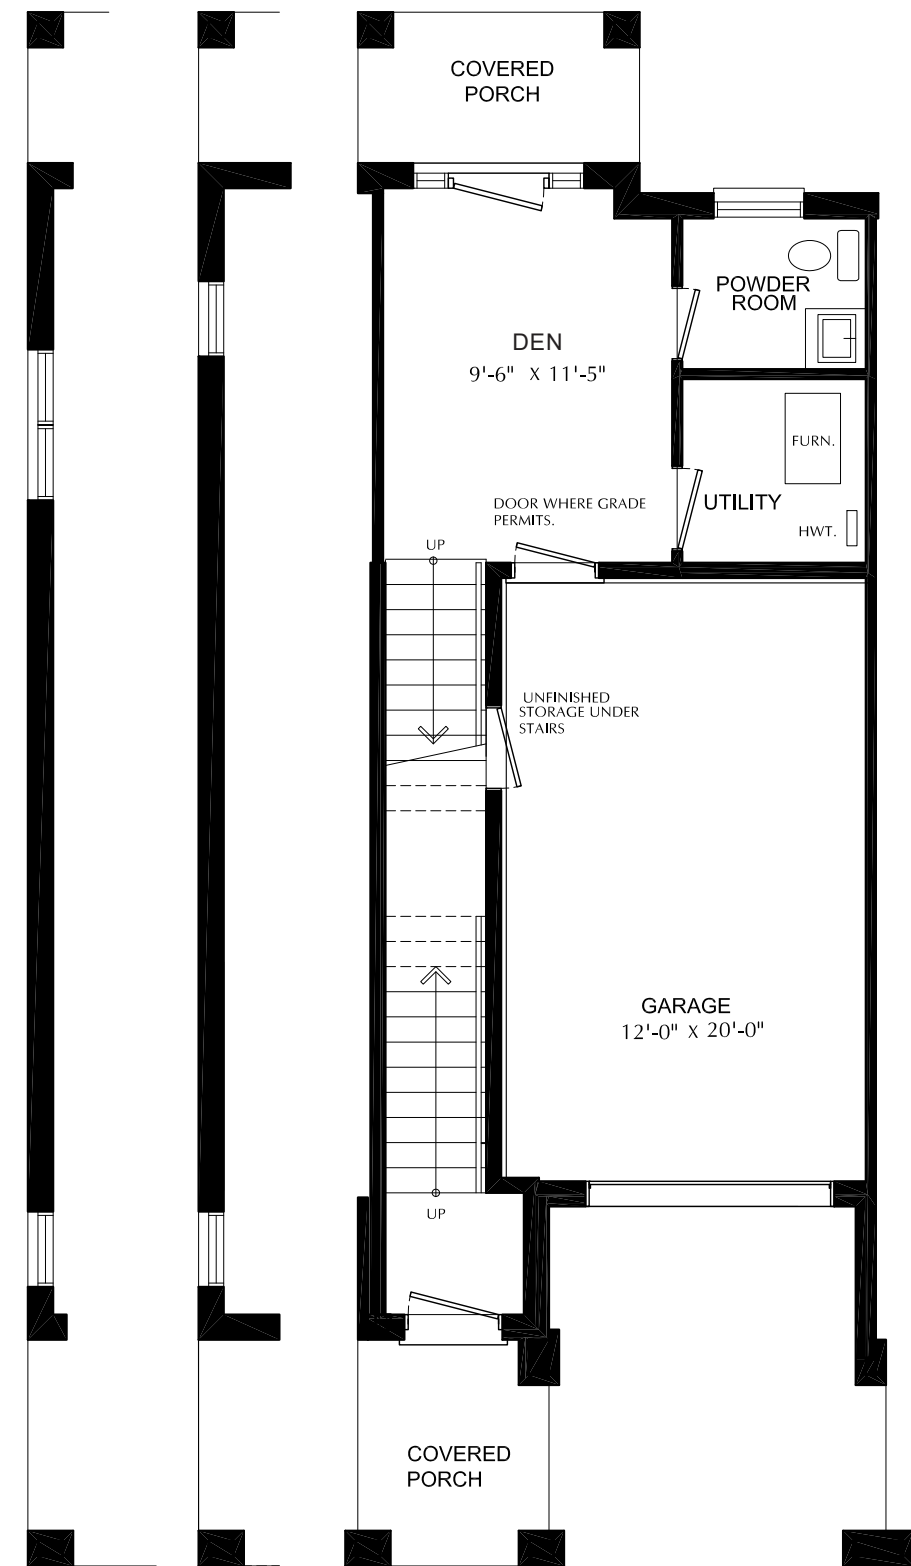 COVERED
PORCH
POWDER
ROOM
DEN
9'-6" X 11'-5"
FURN.
UTILITY
DOOR WHERE GRADE
PERMITS.
HWT.
UP
UNFINISHED
STORAGE UNDER
STAIRS
GARAGE
12'-0" X 20'-0"
UP
COVERED
PORCH